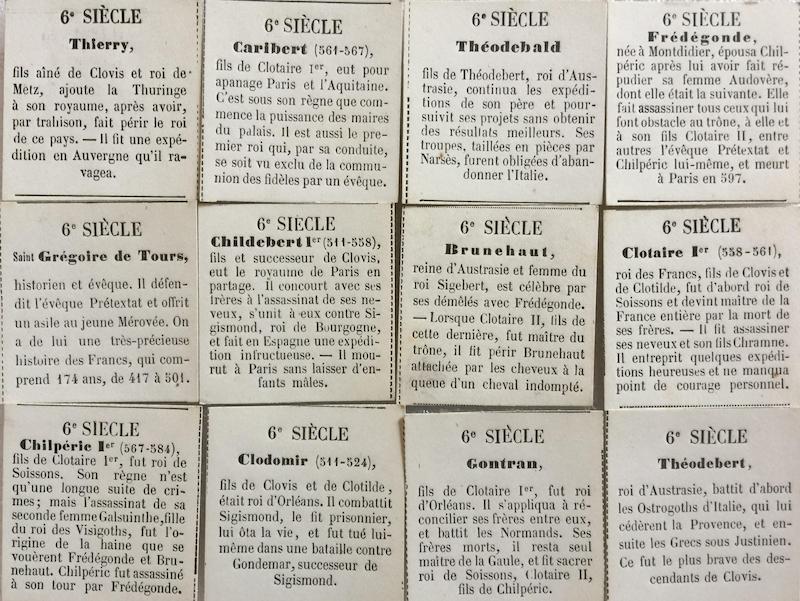 6e SIÈCLE
Thierry,
fils aîné de Clovis et roi de
Metz, ajoute la Thuringe
à son royaume, après avoir,
par trahison, fait périr le roi
de ce pays. — Il fit une expé-
dition en Auvergne qu'il ra-
vagea.
6e SIÈCLE
Caribert (561-567),
fils de Clotaire Ier, eut pour
apanage Paris et l'Aquitaine.
C'est sous son règne que com-
mence la puissance des maires
du palais. Il est aussi le pre-
mier roi qui, par sa conduite,
se soit vu exclu de la commu-
nion des fidèles par un évêque.
6e SIÈCLE
Théodebald
fils de Théodebert, roi d'Aus-
trasie, continua les expédi-
tions de son père et pour-
suivit ses projets sans obtenir
des résultats meilleurs. Ses
troupes, taillées en pièces par
Narsès, furent obligées d'aban-
donner l'Italie.
6e SIÈCLE
Frédégonde,
née à Montdidier, épousa Chil-
péric après lui avoir fait ré-
pudier sa femme Audovère,
dont elle était la suivante. Elle
fait assassiner tous ceux qui lui
font obstacle au trône, à elle et
à son fils Clotaire II, entre
autres l'évêque Prétextat et
Chilpéric lui-même, et meurt
à Paris en 597.
6e SIÈCLE
Saint Grégoire de Tours,
historien et évêque. Il défen-
dit l'évêque Prétextat et offrit
un asile au jeune Mérovée. On
a de lui une très-précieuse
histoire des Francs, qui com-
prend 174 ans, de 417 à 591.
6e SIÈCLE
Childebert Ier (511-558),
fils et successeur de Clovis,
eut le royaume de Paris en
partage. Il concourt avec ses
frères à l'assassinat de ses ne-
veux, s'unit à eux contre Si-
gismond, roi de Bourgogne,
et fait en Espagne une expédi-
tion infructueuse. — Il mou-
rut à Paris sans laisser d'en-
fants mâles.
6e SIÈCLE
Brunehaut,
reine d'Austrasie et femme du
roi Sigebert, est célèbre par
ses démêlés avec Frédégonde.
— Lorsque Clotaire II, fils de
cette dernière, fut maître du
trône, il fit périr Brunehaut
attachée par les cheveux à la
queue d'un cheval indompté.
6e SIÈCLE
Clotaire Ier (558-561),
roi des Francs, fils de Clovis et
de Clotilde, fut d'abord roi de
Soissons et devint maître de la
France entière par la mort de
ses frères. — Il fit assassiner
ses neveux et son fils Chramne.
Il entreprit quelques expédi-
tions heureuses et ne manqua
point de courage personnel.
6e SIECLE
Chilpéric Ier (567-584),
fils de Clotaire Ier, fut roi de
Soissons. Son règne n'est
qu'une longue suite de cri-
mes; mais l'assassinat de sa
seconde femme Galsuinthe, fille
du roi des Visigoths, fut l'o-
rigine de la haine que se
vouèrent Frédégonde et Bru-
nehaut. Chilpéric fut assassiné
à son tour par Frédégonde.
6e SIÈCLE
Clodomir (511-524),
fils de Clovis et de Clotilde,
était roi d'Orléans. Il combattit
Sigismond, le fit prisonnier,
lui ôta la vie, et fut tué lui-
même dans une bataille contre
Gondemar, successeur de
Sigismond.
6e SIÈCLE
Gontran,
fils de Clotaire Ier, fut roi
d'Orléans. Il s'appliqua à ré-
concilier ses frères entre eux,
et battit les Normands. Ses
frères morts, il resta seul
maître de la Gaule, et fit sacrer
roi de Soissons, Clotaire II,
fils de Chilpéric.
6e SIÈCLE
Théodebert,
roi d'Austrasie, battit d'abord
les Ostrogoths d'Italie, qui lui
cédèrent la Provence, et en-
suite les Grecs sous Justinien.
Ce fut le plus brave des des-
cendants de Clovis.